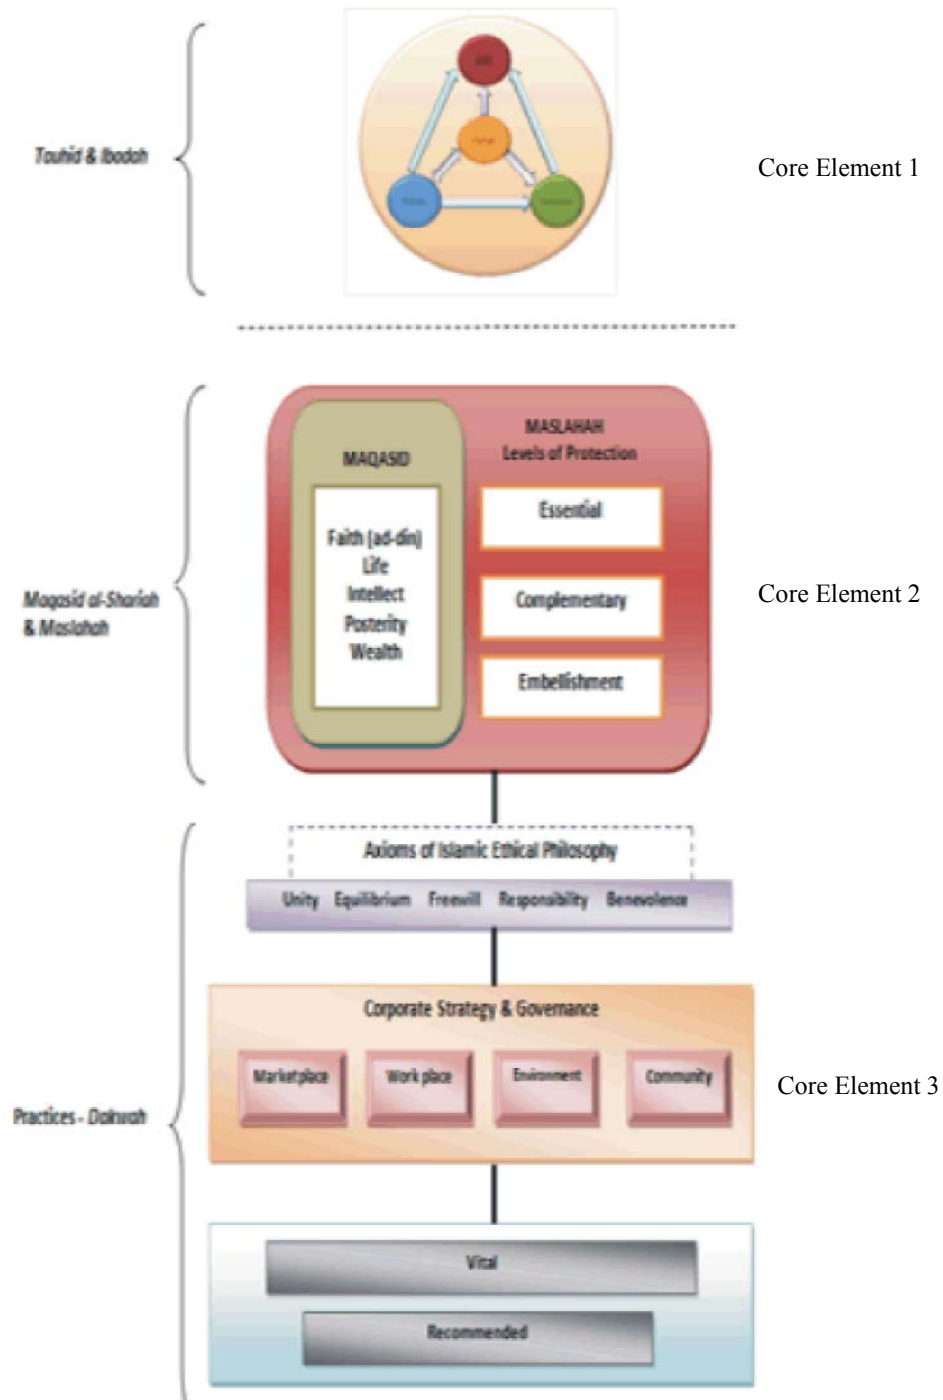 Tauhid & Ibadah
Core Element 1
MAQASID
Faith (ad-din)
Life
Intellect
Posterity
Wealth
MASLAHAH
Levels of Protection
Essential
Complementary
Embellishment
Maqasid al-Shariah
& Maslahah
Core Element 2
Axioms of Islamic Ethical Philosophy
Unity Equilibrium Freewill Responsibility Benevolence
Corporate Strategy & Governance
Marketplace Work place Environment Community
Core Element 3
Practices - Dakwah
Vital
Recommended